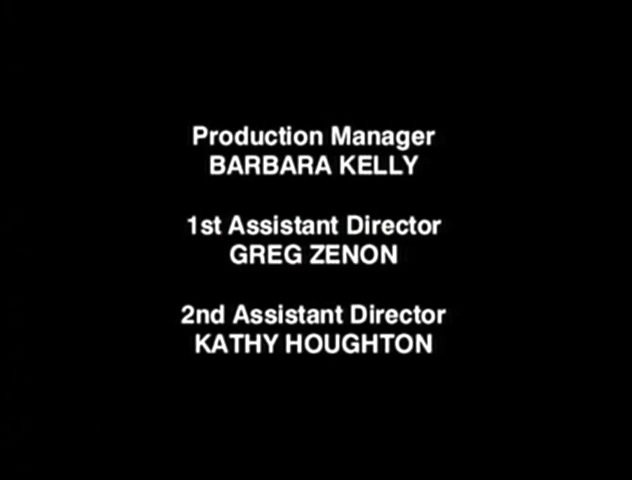 Production Manager
BARBARA KELLY
1st Assistant Director
GREG ZENON
2nd Assistant Director
KATHY HOUGHTON